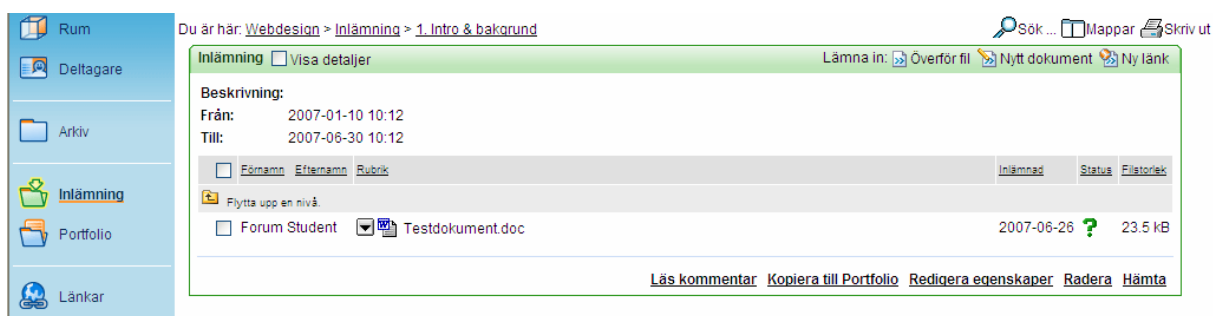 Rum
Deltagare
Arkiv
Inlämning
Portfolio
Länkar
Du är här: Webdesign > Inlämning > 1. Intro & bakgrund
Sök ... Mappar Skriv ut
Inlämning Visa detaljer
Lämna in: Överför fil Nytt dokument Ny länk
Beskrivning:
Från: 2007-01-10 10:12
Till: 2007-06-30 10:12
Förnamn Efternamn Rubrik Inlämnad Status Filstorlek
Flytta upp en nivå.
Forum Student Testdokument.doc 2007-06-26 ? 23.5 kB
Läs kommentar Kopiera till Portfolio Redigera egenskaper Radera Hämta